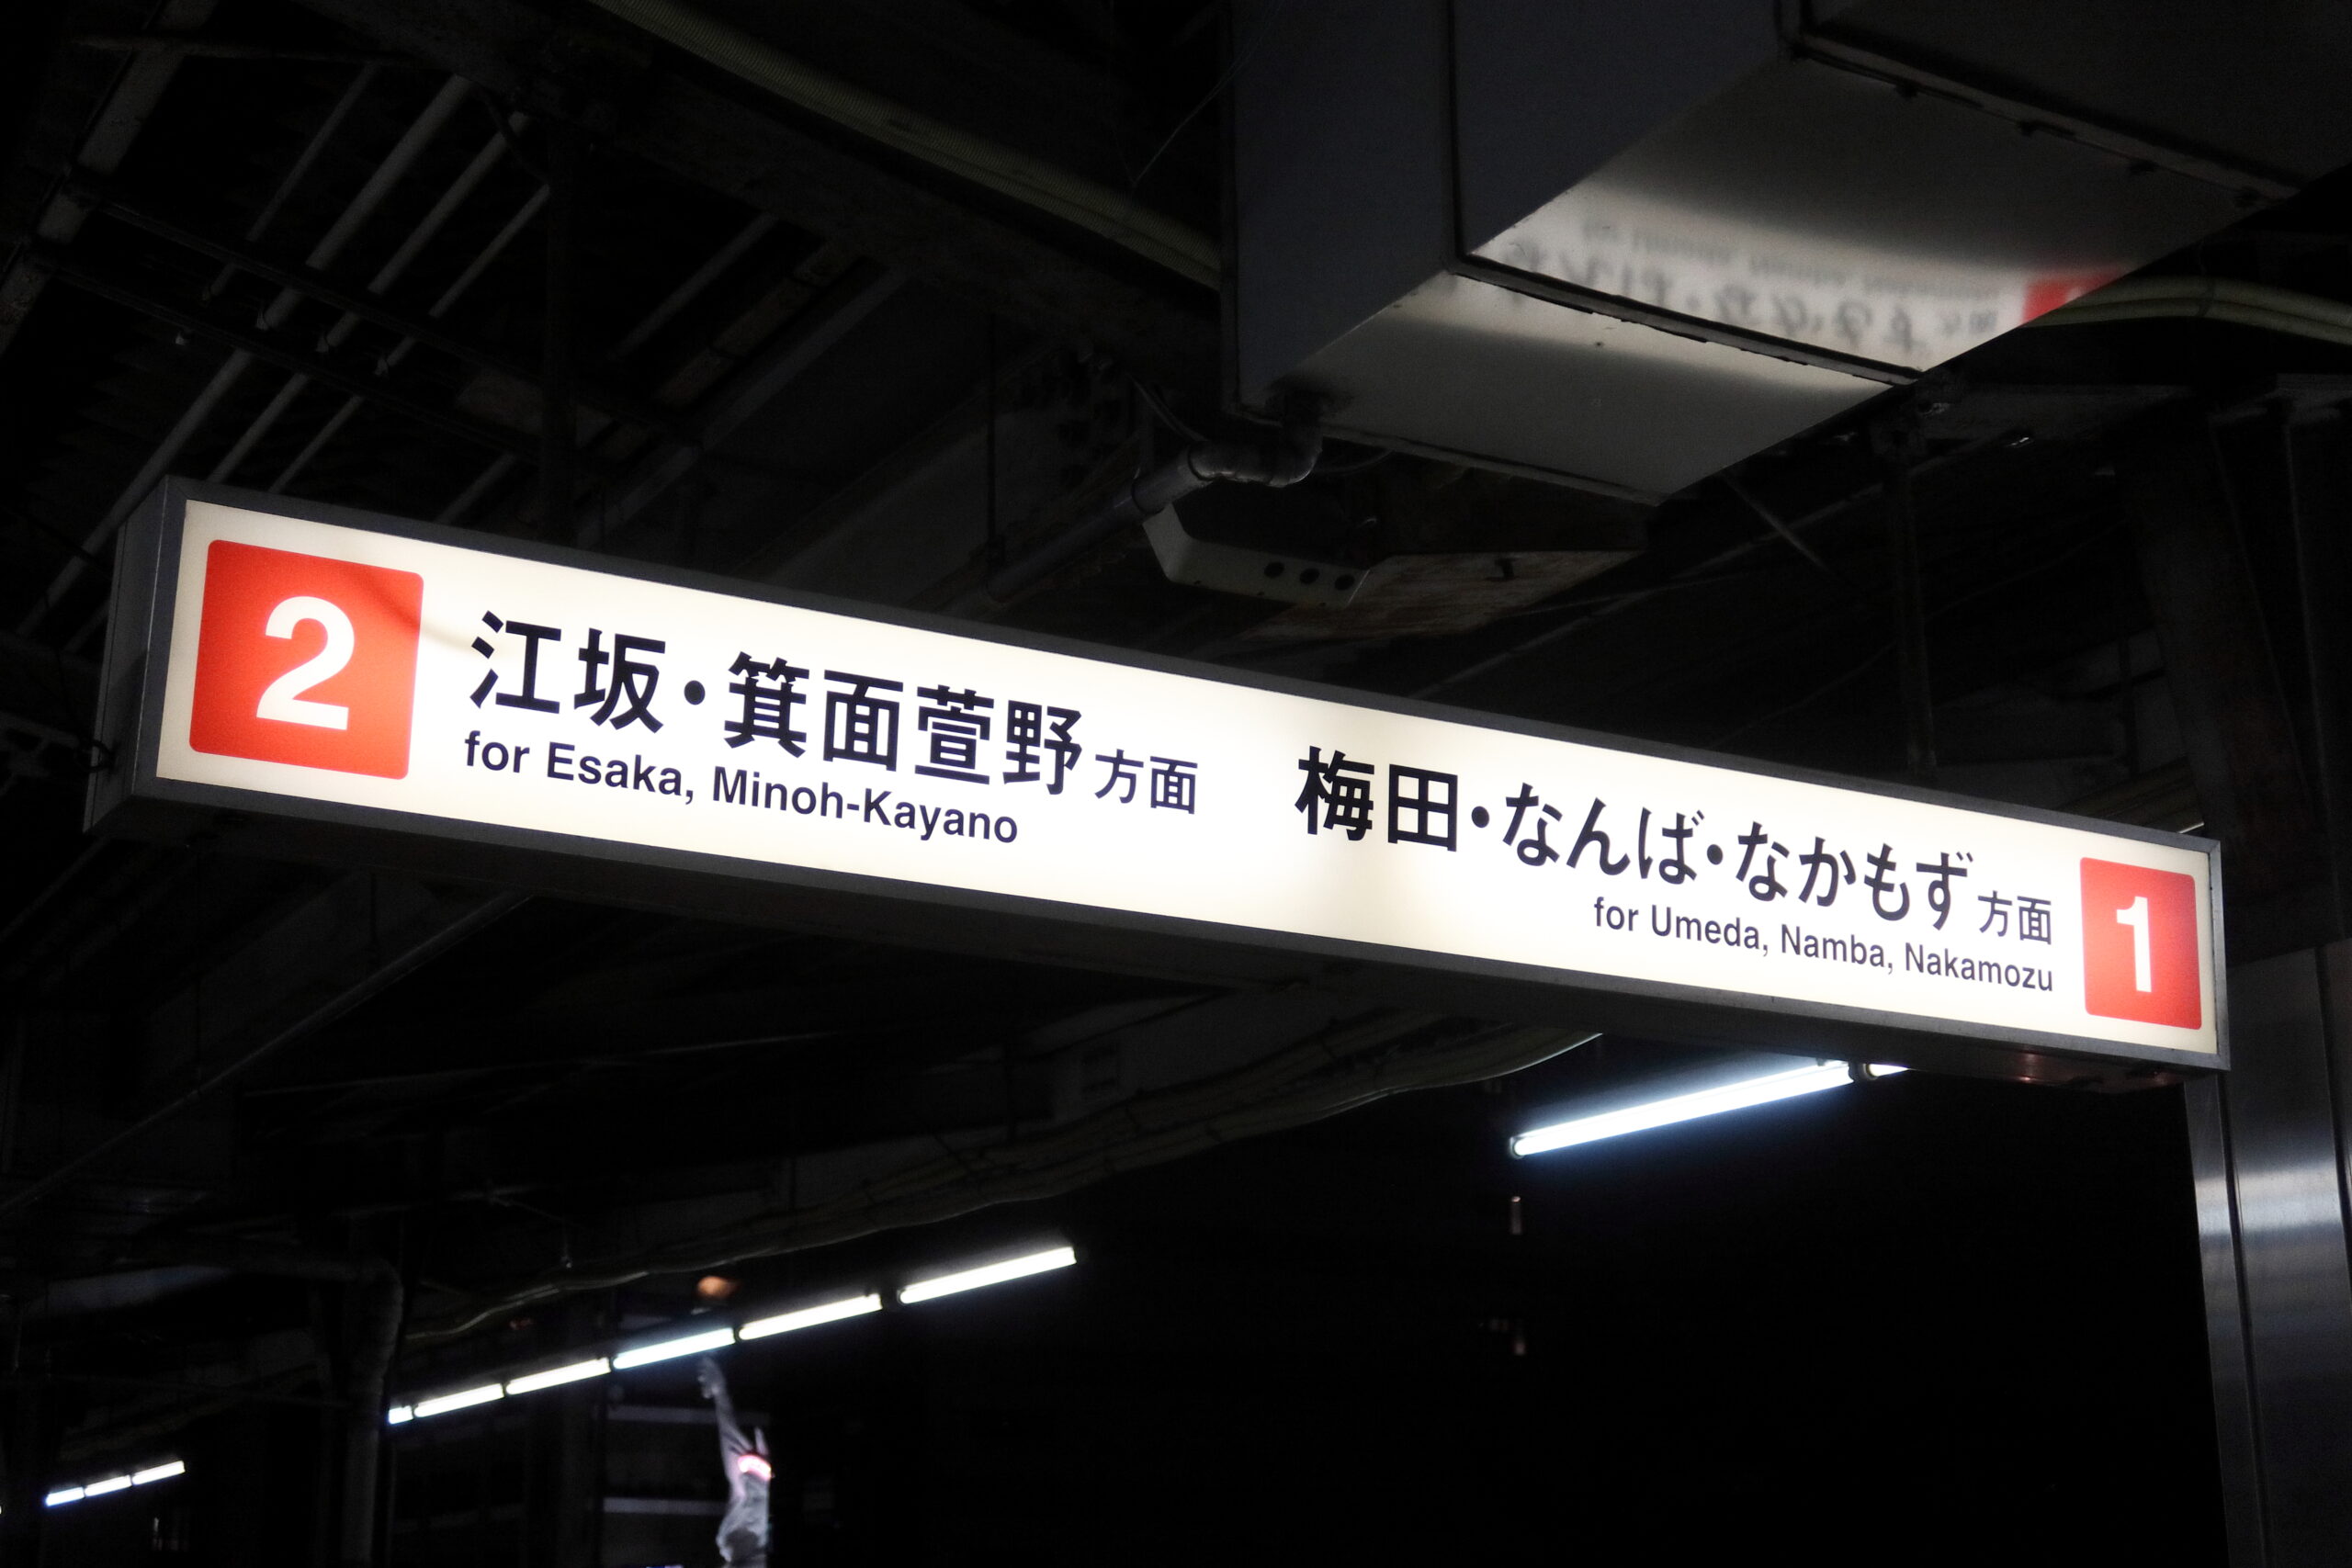 2
江坂・箕面萱野方面
for Esaka, Minoh-Kayano
梅田・なんば・なかもず方面
for Umeda, Namba, Nakamozu
1